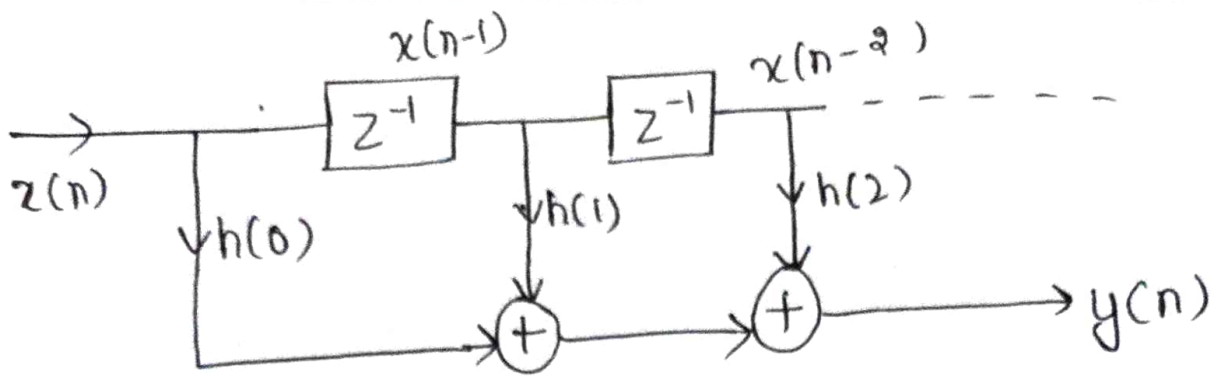 x(n-1)
x(n-2)
z⁻¹
z⁻¹
z(n)
h(0)
h(1)
h(2)
+
+
y(n)